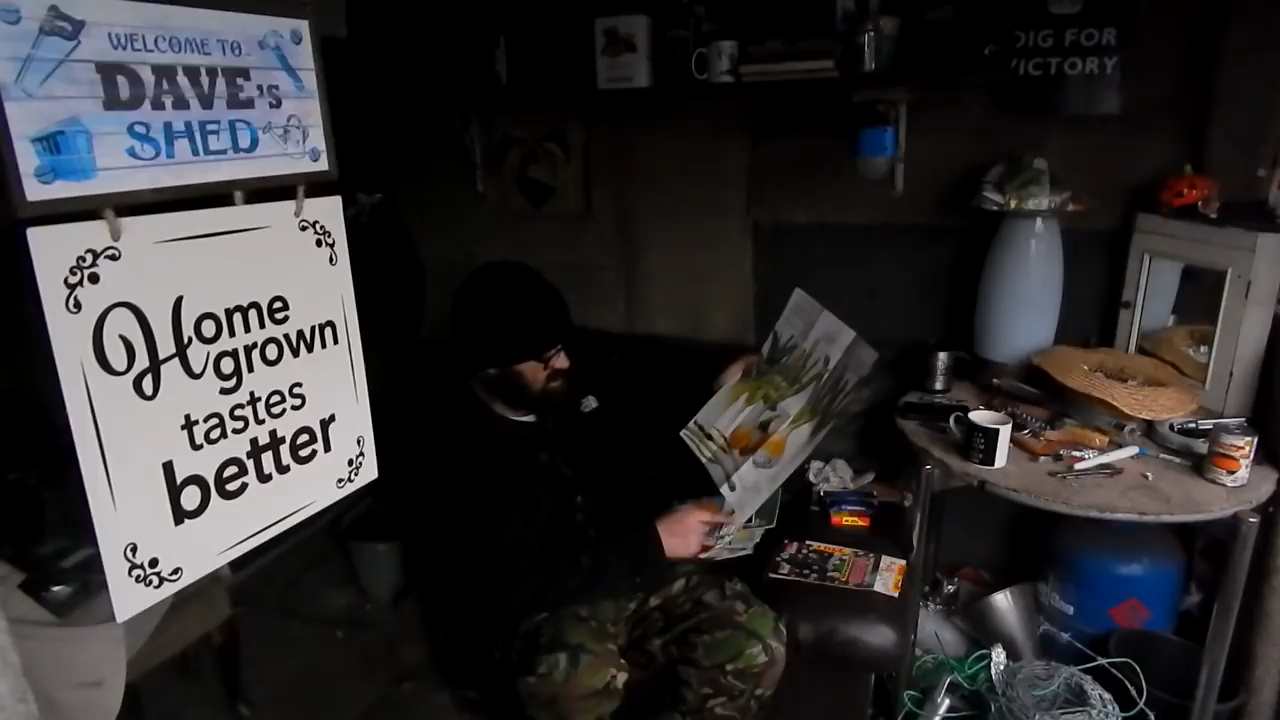 WELCOME TO
DAVE's
SHED
Home
grown
tastes
better
DIG FOR
VICTORY